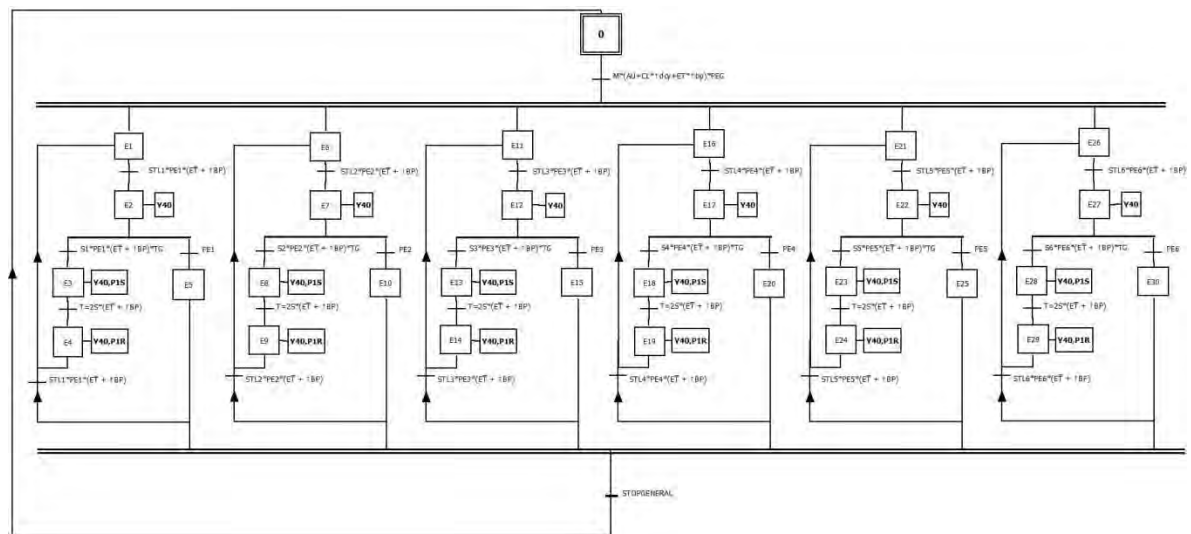 0
M*(AU+CL*↑dcy+ET*↑bp)*PEG
E1 E6 E11 E16 E21 E26
STL1*PE1*(ET̅ + ↑BP) STL2*PE2*(ET̅ + ↑BP) STL3*PE3*(ET̅ + ↑BP) STL4*PE4*(ET̅ + ↑BP) STL5*PE5*(ET̅ + ↑BP) STL6*PE6*(ET̅ + ↑BP)
E2 Y40 E7 Y40 E12 Y40 E17 Y40 E22 Y40 E27 Y40
S1*PE1*(ET̅ + ↑BP)*TG PE1 S2*PE2*(ET̅ + ↑BP)*TG PE2 S3*PE3*(ET̅ + ↑BP)*TG PE3 S4*PE4*(ET̅ + ↑BP)*TG PE4 S5*PE5*(ET̅ + ↑BP)*TG PE5 S6*PE6*(ET̅ + ↑BP)*TG PE6
E3 Y40,P1S E5 E8 Y40,P1S E10 E13 Y40,P1S E15 E18 Y40,P1S E20 E23 Y40,P1S E25 E28 Y40,P1S E30
T=2S*(ET̅ + ↑BP) T=2S*(ET̅ + ↑BP) T=2S*(ET̅ + ↑BP) T=2S*(ET̅ + ↑BP) T=2S*(ET̅ + ↑BP) T=2S*(ET̅ + ↑BP)
E4 Y40,P1R E9 Y40,P1R E14 Y40,P1R E19 Y40,P1R E24 Y40,P1R E29 Y40,P1R
STL1*PE1*(ET̅ + ↑BP) STL2*PE2*(ET̅ + ↑BP) STL3*PE3*(ET̅ + ↑BP) STL4*PE4*(ET̅ + ↑BP) STL5*PE5*(ET̅ + ↑BP) STL6*PE6*(ET̅ + ↑BP)
STOPGENERAL